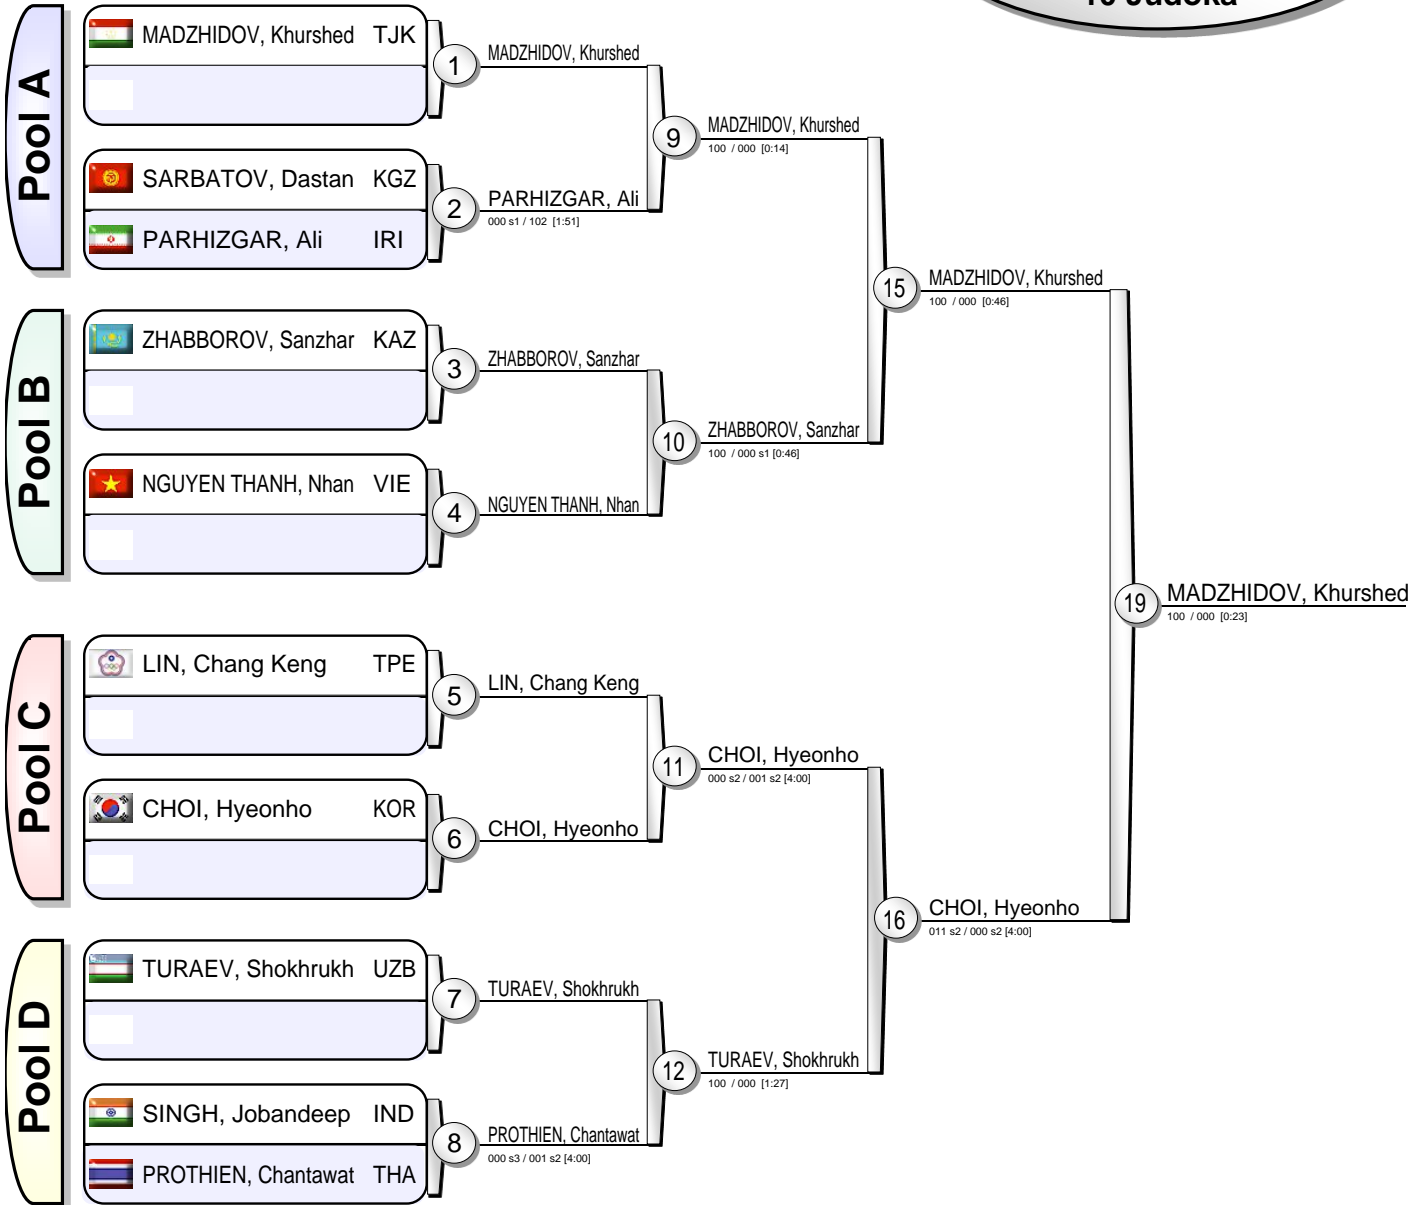 10 Judoka
Pool A
MADZHIDOV, Khurshed TJK
1
MADZHIDOV, Khurshed
SARBATOV, Dastan KGZ
PARHIZGAR, Ali IRI
2
PARHIZGAR, Ali
000 s1 / 102 [1:51]
9
MADZHIDOV, Khurshed
100 / 000 [0:14]
Pool B
ZHABBOROV, Sanzhar KAZ
3
ZHABBOROV, Sanzhar
NGUYEN THANH, Nhan VIE
4
NGUYEN THANH, Nhan
10
ZHABBOROV, Sanzhar
100 / 000 s1 [0:46]
15
MADZHIDOV, Khurshed
100 / 000 [0:46]
Pool C
LIN, Chang Keng TPE
5
LIN, Chang Keng
CHOI, Hyeonho KOR
6
CHOI, Hyeonho
11
CHOI, Hyeonho
000 s2 / 001 s2 [4:00]
Pool D
TURAEV, Shokhrukh UZB
7
TURAEV, Shokhrukh
SINGH, Jobandeep IND
PROTHIEN, Chantawat THA
8
PROTHIEN, Chantawat
000 s3 / 001 s2 [4:00]
12
TURAEV, Shokhrukh
100 / 000 [1:27]
16
CHOI, Hyeonho
011 s2 / 000 s2 [4:00]
19
MADZHIDOV, Khurshed
100 / 000 [0:23]